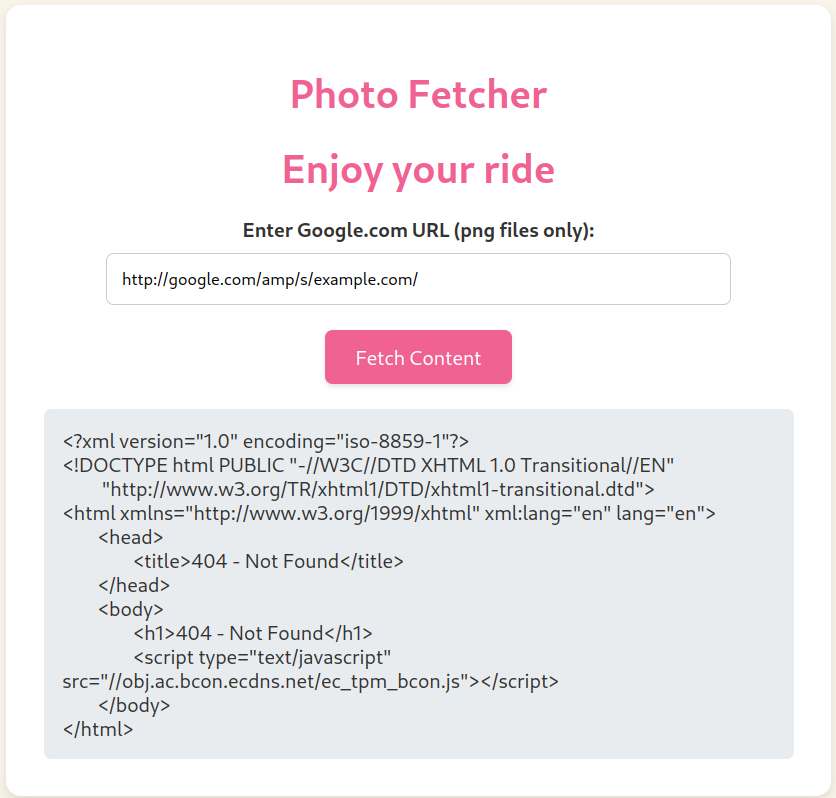 Photo Fetcher
Enjoy your ride
Enter Google.com URL (png files only):
http://google.com/amp/s/example.com/
Fetch Content
<?xml version="1.0" encoding="iso-8859-1"?>
<!DOCTYPE html PUBLIC "-//W3C//DTD XHTML 1.0 Transitional//EN"
"http://www.w3.org/TR/xhtml1/DTD/xhtml1-transitional.dtd">
<html xmlns="http://www.w3.org/1999/xhtml" xml:lang="en" lang="en">
<head>
<title>404 - Not Found</title>
</head>
<body>
<h1>404 - Not Found</h1>
<script type="text/javascript"
src="//obj.ac.bcon.ecdns.net/ec_tpm_bcon.js"></script>
</body>
</html>